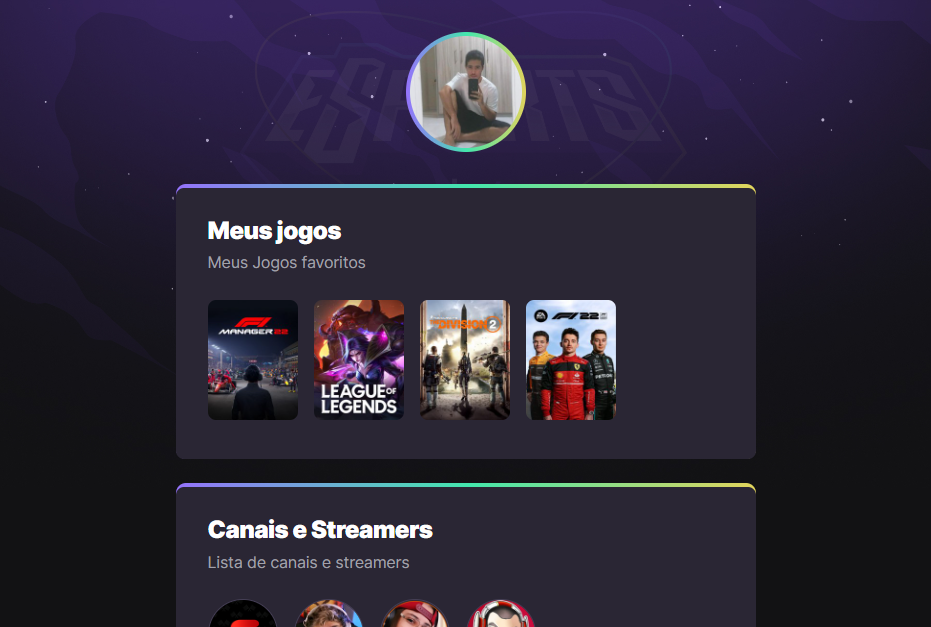 ESPORTS
Meus jogos
Meus Jogos favoritos
F1
MANAGER 22
LEAGUE OF
LEGENDS
THE DIVISION 2
EA
F1 22
Canais e Streamers
Lista de canais e streamers